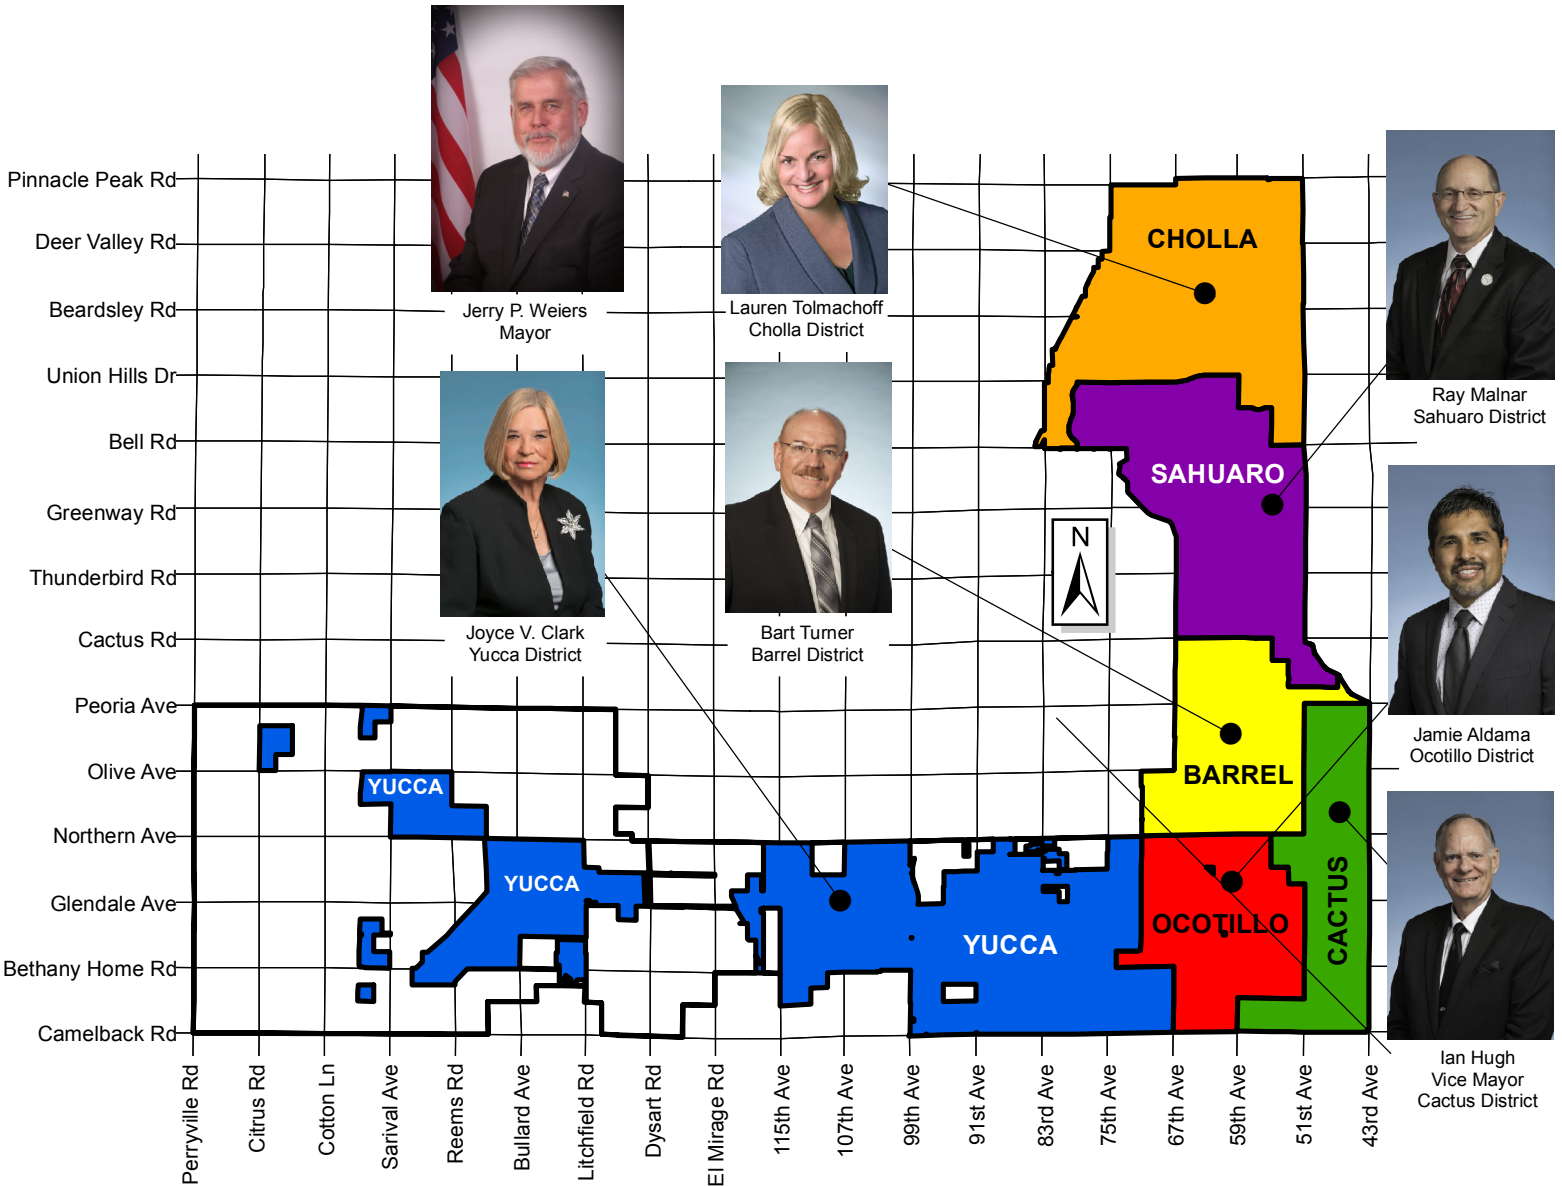 Pinnacle Peak Rd
Deer Valley Rd
Beardsley Rd
Union Hills Dr
Bell Rd
Greenway Rd
Thunderbird Rd
Cactus Rd
Peoria Ave
Olive Ave
Northern Ave
Glendale Ave
Bethany Home Rd
Camelback Rd
Jerry P. Weiers
Mayor
Lauren Tolmachoff
Cholla District
Ray Malnar
Sahuaro District
Joyce V. Clark
Yucca District
Bart Turner
Barrel District
Jamie Aldama
Ocotillo District
Ian Hugh
Vice Mayor
Cactus District
CHOLLA
SAHUARO
N
BARREL
YUCCA
YUCCA
YUCCA
OCOTILLO
CACTUS
Perryville Rd
Citrus Rd
Cotton Ln
Sarival Ave
Reems Rd
Bullard Ave
Litchfield Rd
Dysart Rd
El Mirage Rd
115th Ave
107th Ave
99th Ave
91st Ave
83rd Ave
75th Ave
67th Ave
59th Ave
51st Ave
43rd Ave